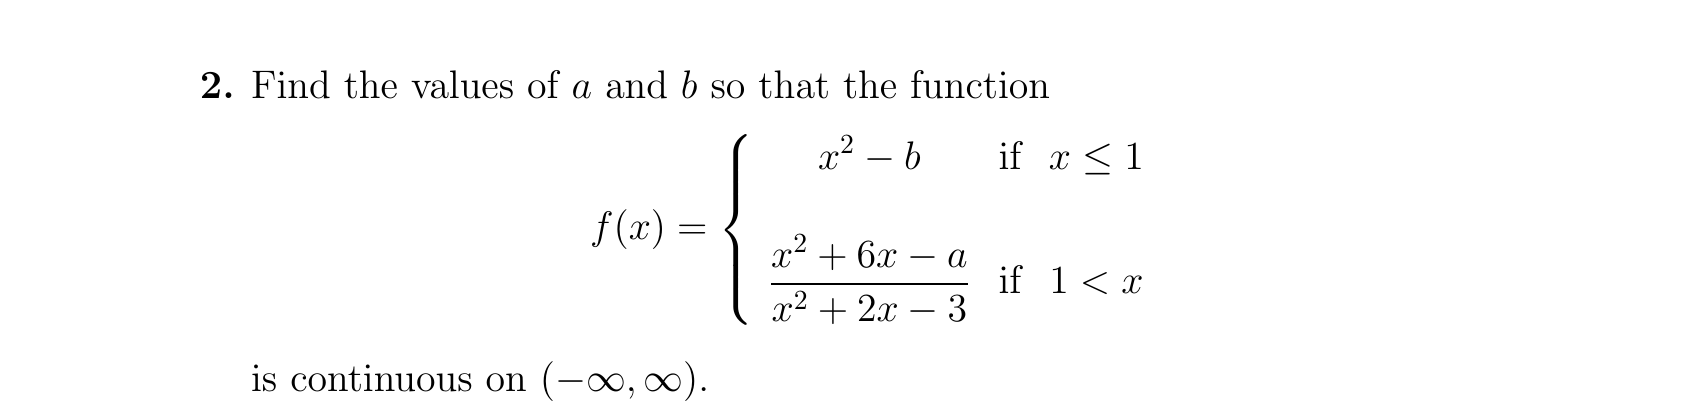 2. Find the values of a and b so that the function
f(x) = { x² − b if x ≤ 1
(x² + 6x − a)/(x² + 2x − 3) if 1 < x
is continuous on (−∞, ∞).